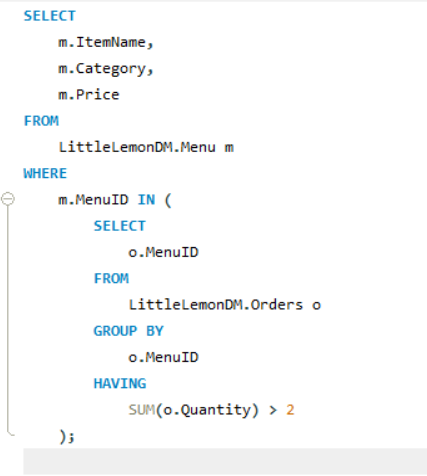 SELECT
m.ItemName,
m.Category,
m.Price
FROM
LittleLemonDM.Menu m
WHERE
m.MenuID IN (
SELECT
o.MenuID
FROM
LittleLemonDM.Orders o
GROUP BY
o.MenuID
HAVING
SUM(o.Quantity) > 2
);